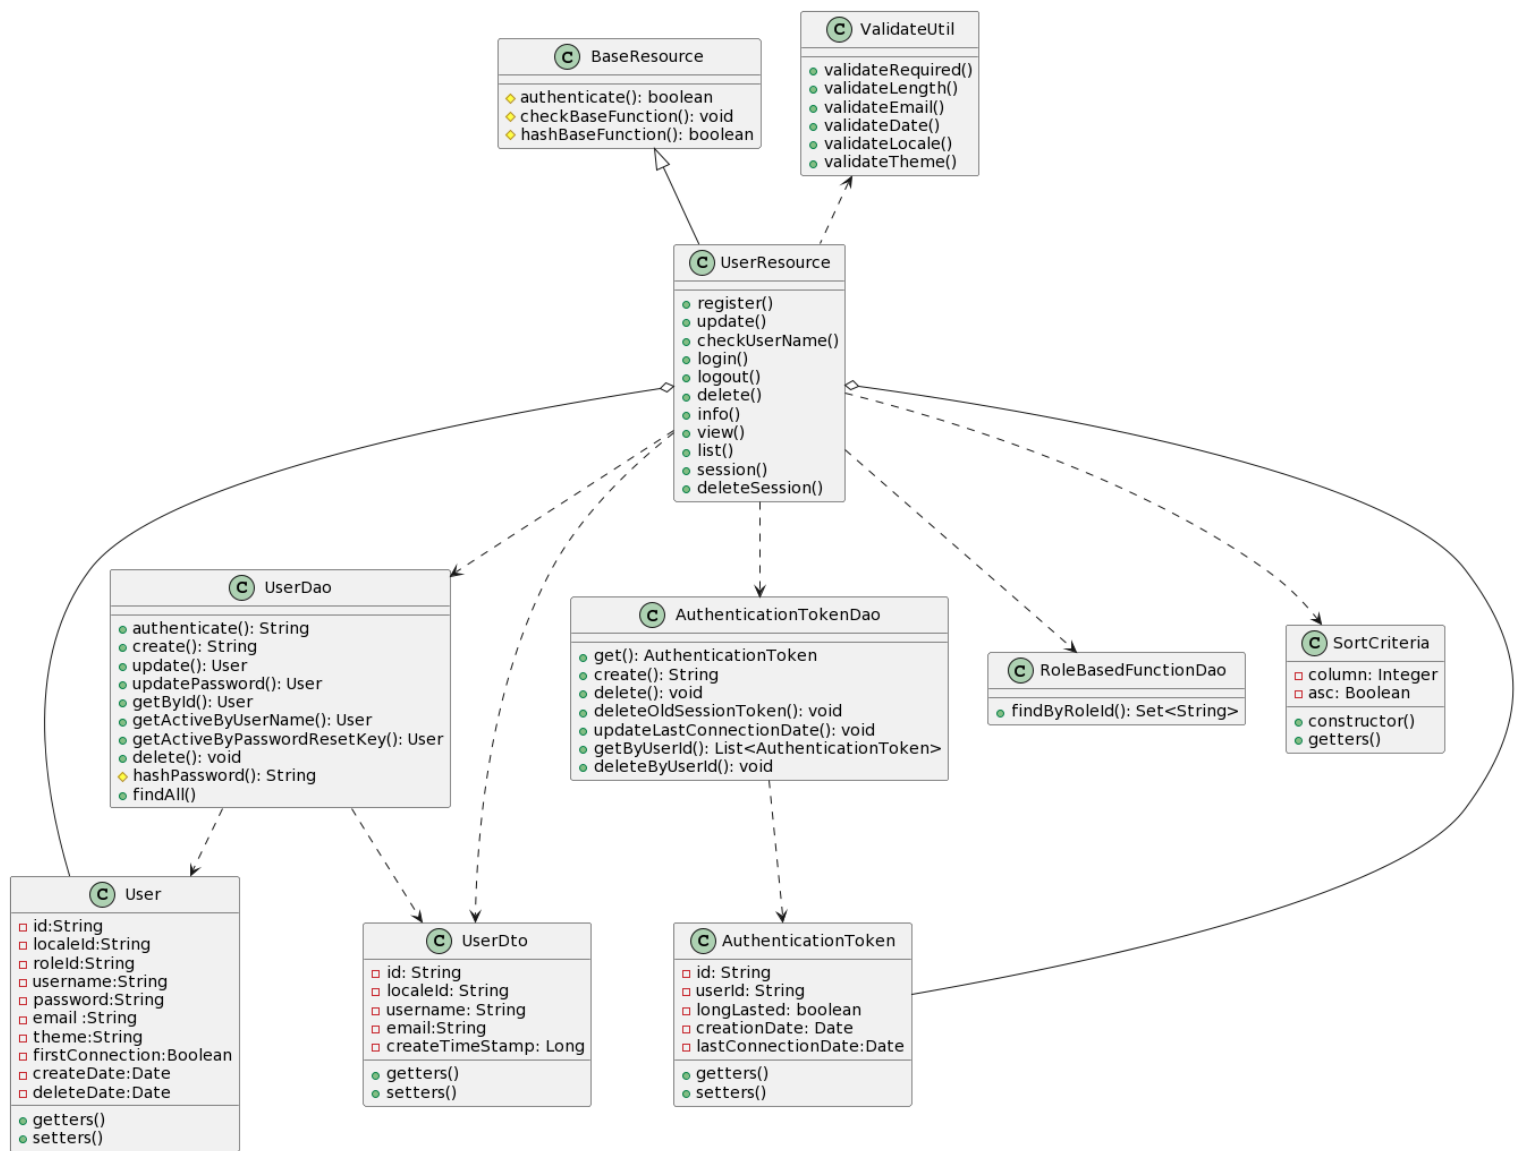 C BaseResource
authenticate(): boolean
checkBaseFunction(): void
hashBaseFunction(): boolean
C ValidateUtil
validateRequired()
validateLength()
validateEmail()
validateDate()
validateLocale()
validateTheme()
C UserResource
register()
update()
checkUserName()
login()
logout()
delete()
info()
view()
list()
session()
deleteSession()
C UserDao
authenticate(): String
create(): String
update(): User
updatePassword(): User
getById(): User
getActiveByUserName(): User
getActiveByPasswordResetKey(): User
delete(): void
hashPassword(): String
findAll()
C AuthenticationTokenDao
get(): AuthenticationToken
create(): String
delete(): void
deleteOldSessionToken(): void
updateLastConnectionDate(): void
getByUserId(): List<AuthenticationToken>
deleteByUserId(): void
C RoleBasedFunctionDao
findByRoleId(): Set<String>
C SortCriteria
column: Integer
asc: Boolean
constructor()
getters()
C User
id:String
localeId:String
roleId:String
username:String
password:String
email :String
theme:String
firstConnection:Boolean
createDate:Date
deleteDate:Date
getters()
setters()
C UserDto
id: String
localeId: String
username: String
email:String
createTimeStamp: Long
getters()
setters()
C AuthenticationToken
id: String
userId: String
longLasted: boolean
creationDate: Date
lastConnectionDate:Date
getters()
setters()